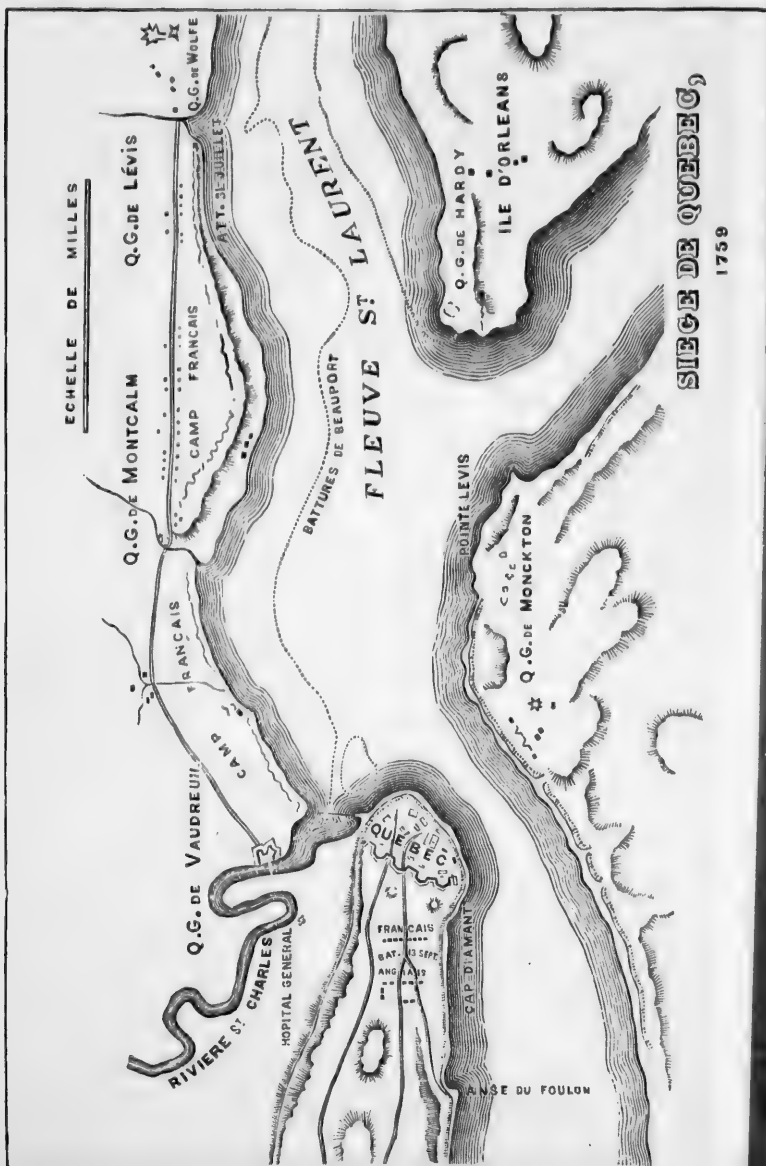 ECHELLE DE MILLES
Q.G. DE WOLFE
Q.G. DE LÉVIS
ATT. 31 JUILLET
Q.G. DE MONTCALM
CAMP FRANÇAIS
CAMP FRANÇAIS
Q.G. DE VAUDREUIL
BATTURES DE BEAUPORT
FLEUVE ST LAURENT
Q.G. DE HARDY
ILE D'ORLEANS
RIVIERE ST CHARLES
HOPITAL GENERAL
QUEBEC
FRANCAIS
BAT. 13 SEPT.
ANGLAIS
CAP DIAMANT
ANSE DU FOULON
POINTE LEVIS
Q.G. DE MONCKTON
SIEGE DE QUEBEC,
1759